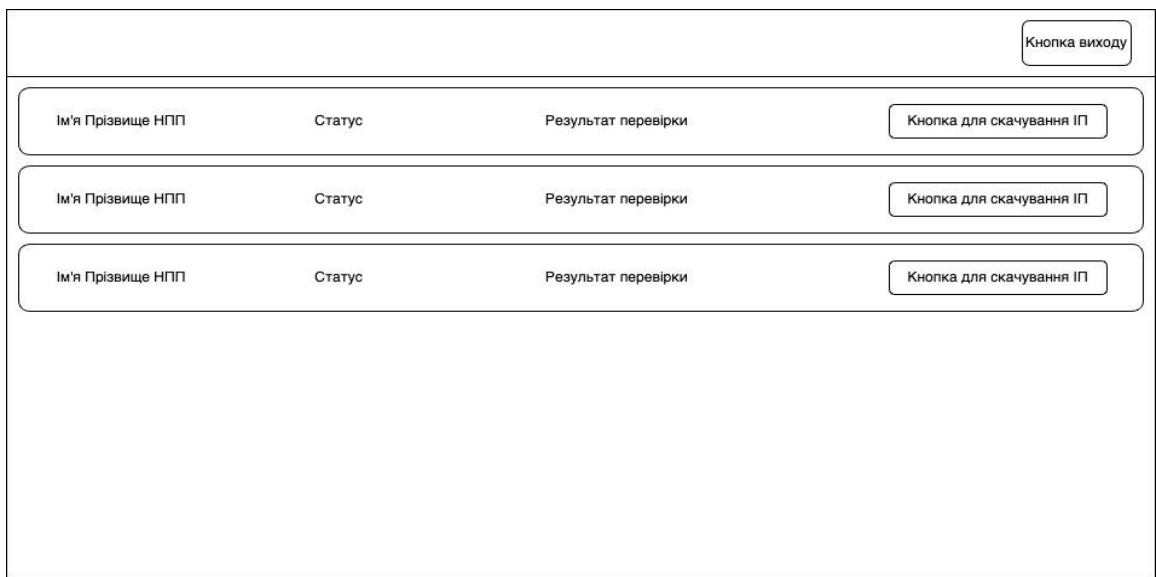 Кнопка виходу
Ім'я Прізвище НПП Статус Результат перевірки Кнопка для скачування ІП
Ім'я Прізвище НПП Статус Результат перевірки Кнопка для скачування ІП
Ім'я Прізвище НПП Статус Результат перевірки Кнопка для скачування ІП